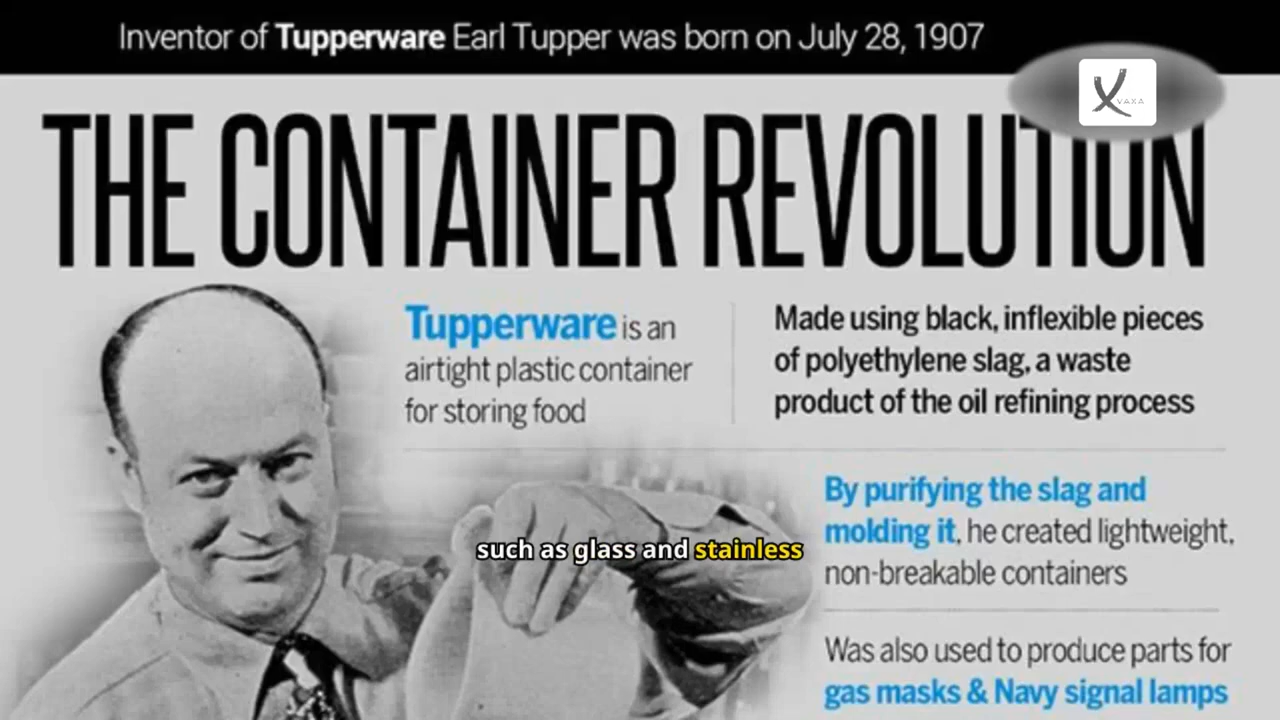 Inventor of Tupperware Earl Tupper was born on July 28, 1907
VAXA
THE CONTAINER REVOLUTION
Tupperware is an
airtight plastic container
for storing food
Made using black, inflexible pieces
of polyethylene slag, a waste
product of the oil refining process
By purifying the slag and
molding it, he created lightweight,
non-breakable containers
such as glass and stainless
Was also used to produce parts for
gas masks & Navy signal lamps